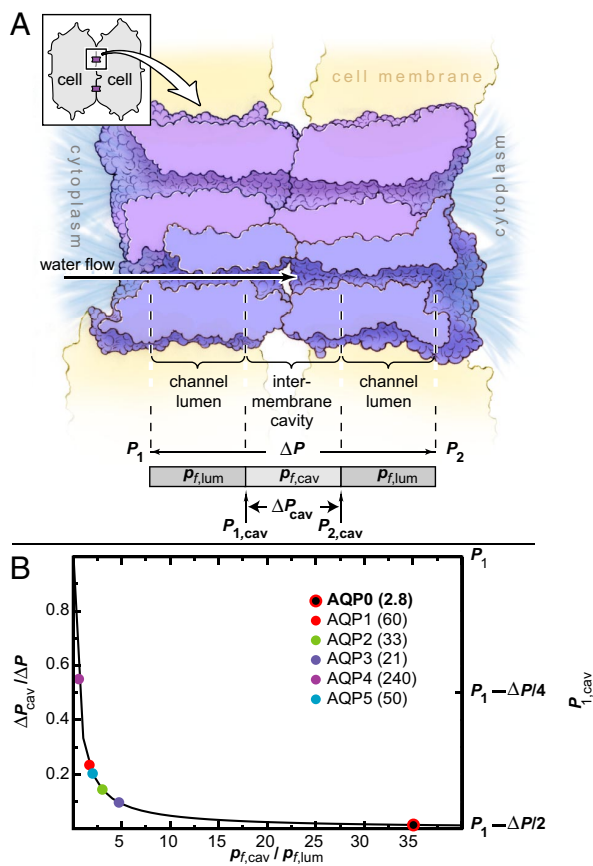 A
cell cell
cell membrane
cytoplasm
cytoplasm
water flow
channel lumen
inter-membrane cavity
channel lumen
P1 ΔP P2
pf,lum pf,cav pf,lum
ΔPcav
P1,cav P2,cav
B
P1
0.8
0.6
0.4
0.2
ΔPcav / ΔP
AQP0 (2.8)
AQP1 (60)
AQP2 (33)
AQP3 (21)
AQP4 (240)
AQP5 (50)
P1 – ΔP/4
P1 – ΔP/2
P1,cav
5 10 15 20 25 30 35
pf,cav / pf,lum